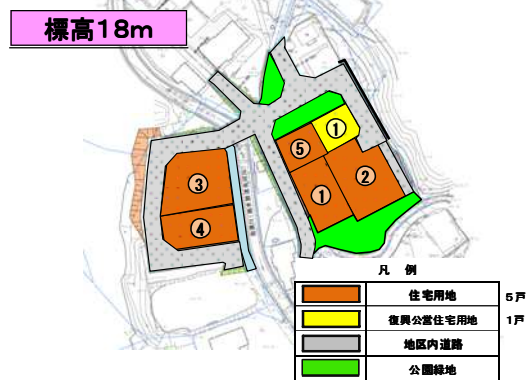 標高18m
①
⑤
③
①
②
④
凡 例
住宅用地 5戸
復興公営住宅用地 1戸
地区内道路
公園緑地